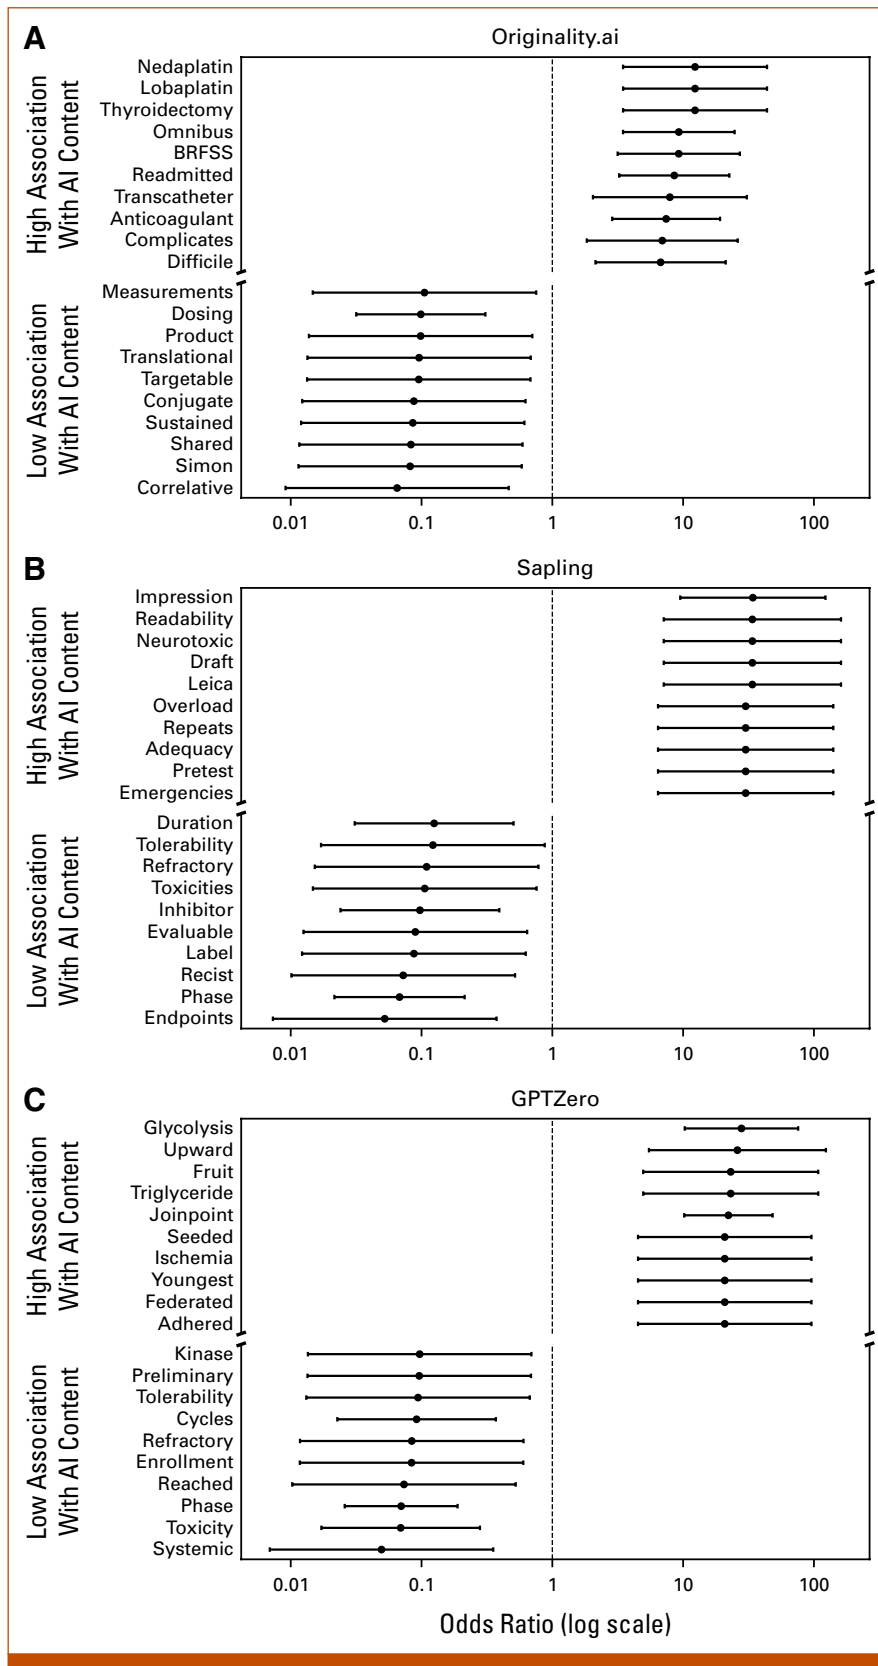 A
Originality.ai
High Association
With AI Content
Nedaplatin
Lobaplatin
Thyroidectomy
Omnibus
BRFSS
Readmitted
Transcatheter
Anticoagulant
Complicates
Difficile
Low Association
With AI Content
Measurements
Dosing
Product
Translational
Targetable
Conjugate
Sustained
Shared
Simon
Correlative
0.01 0.1 1 10 100
B
Sapling
High Association
With AI Content
Impression
Readability
Neurotoxic
Draft
Leica
Overload
Repeats
Adequacy
Pretest
Emergencies
Low Association
With AI Content
Duration
Tolerability
Refractory
Toxicities
Inhibitor
Evaluable
Label
Recist
Phase
Endpoints
0.01 0.1 1 10 100
C
GPTZero
High Association
With AI Content
Glycolysis
Upward
Fruit
Triglyceride
Joinpoint
Seeded
Ischemia
Youngest
Federated
Adhered
Low Association
With AI Content
Kinase
Preliminary
Tolerability
Cycles
Refractory
Enrollment
Reached
Phase
Toxicity
Systemic
0.01 0.1 1 10 100
Odds Ratio (log scale)